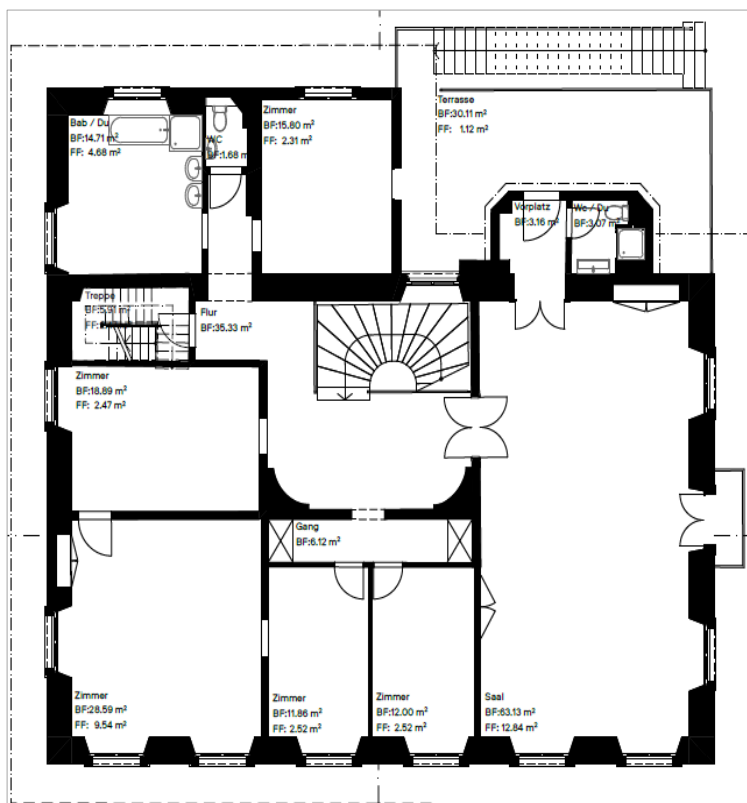 Terrasse
BF:30.11 m²
FF: 1.12 m²
Bab / Du
BF:14.71 m²
FF: 4.68 m²
WC
BF:1.68 m
Zimmer
BF:15.80 m²
FF: 2.31 m²
Vorplatz
BF:3.16 m²
We / Du
BF:3.07 m²
Treppe
BF:5.91 m²
Flur
BF:35.33 m²
Zimmer
BF:18.89 m²
FF: 2.47 m²
Gang
BF:6.12 m²
Zimmer
BF:28.59 m²
FF: 9.54 m²
Zimmer
BF:11.86 m²
FF: 2.52 m²
Zimmer
BF:12.00 m²
FF: 2.52 m²
Saal
BF:63.13 m²
FF: 12.84 m²